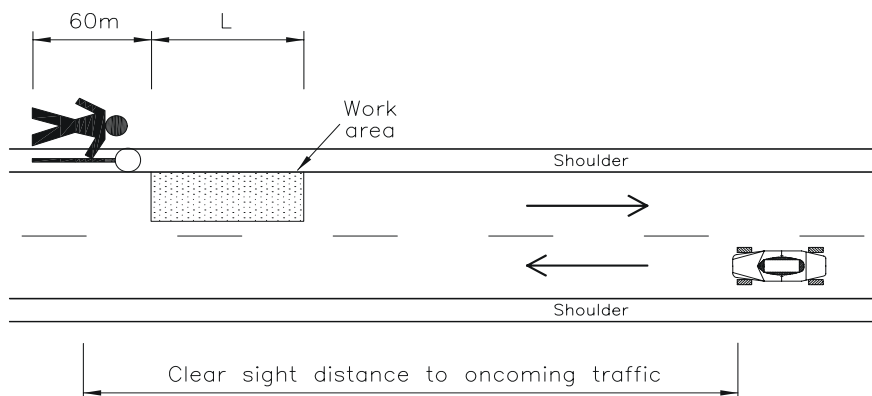 60m
L
Work
area
Shoulder
Shoulder
Clear sight distance to oncoming traffic